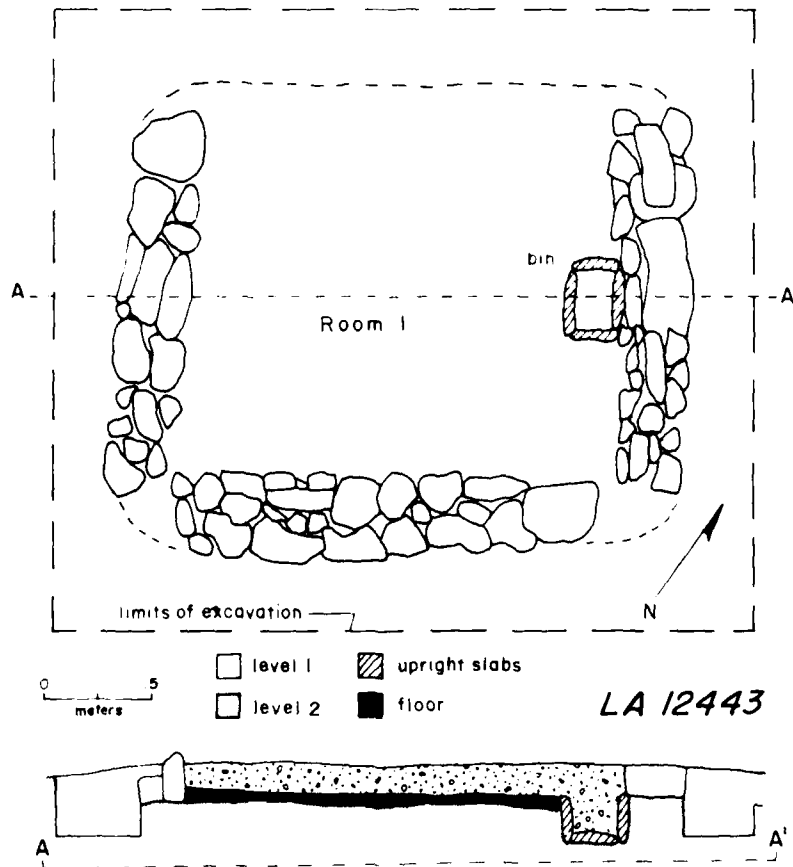 bin
A
A
Room 1
N
limits of excavation
level 1
upright slabs
0 5
meters
level 2
floor
LA 12443
A
A'